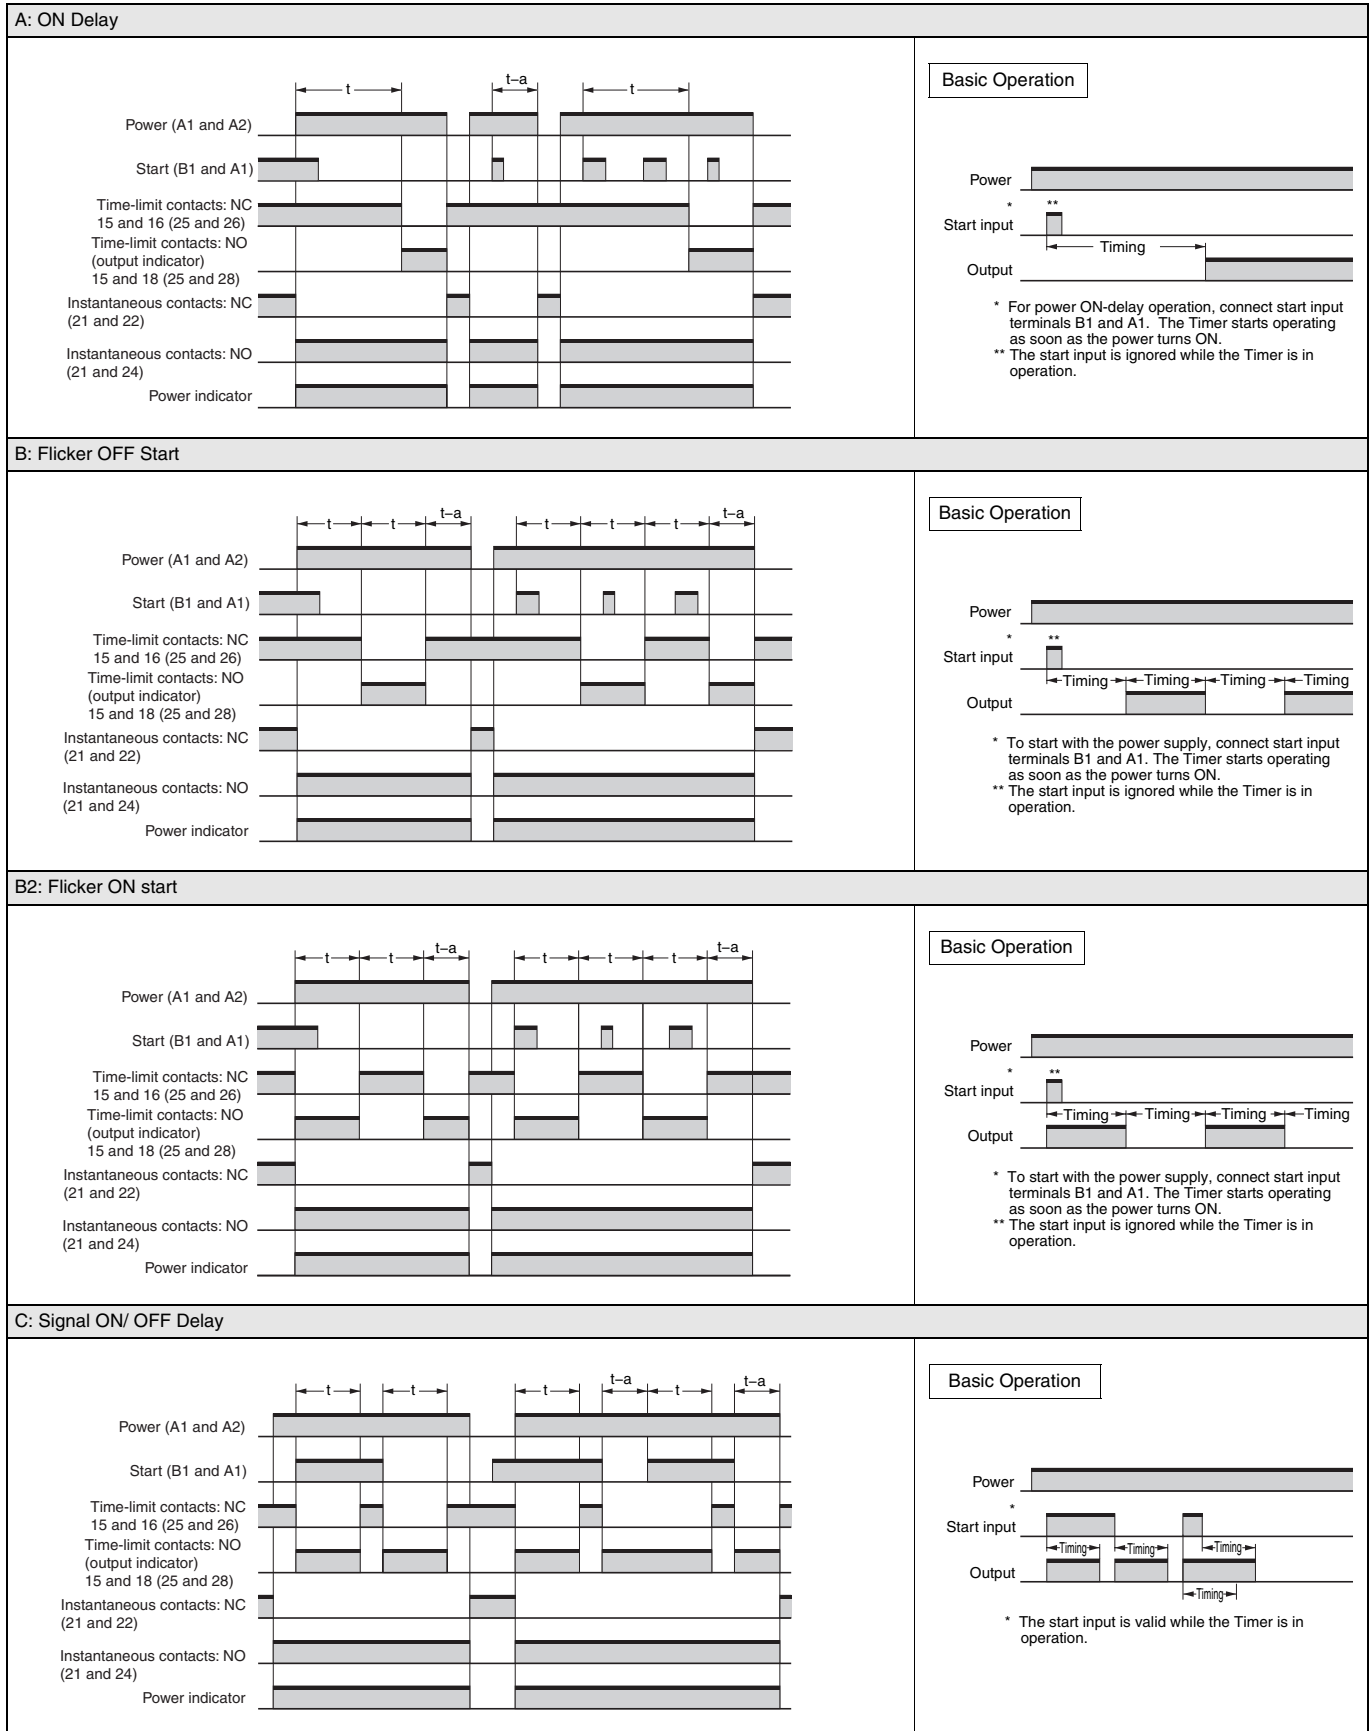 A: ON Delay
t
t–a
t
Power (A1 and A2)
Start (B1 and A1)
Time-limit contacts: NC
15 and 16 (25 and 26)
Time-limit contacts: NO
(output indicator)
15 and 18 (25 and 28)
Instantaneous contacts: NC
(21 and 22)
Instantaneous contacts: NO
(21 and 24)
Power indicator
Basic Operation
Power
*
**
Start input
Timing
Output
* For power ON-delay operation, connect start input
terminals B1 and A1. The Timer starts operating
as soon as the power turns ON.
** The start input is ignored while the Timer is in
operation.
B: Flicker OFF Start
t
t
t–a
t
t
t
t–a
Power (A1 and A2)
Start (B1 and A1)
Time-limit contacts: NC
15 and 16 (25 and 26)
Time-limit contacts: NO
(output indicator)
15 and 18 (25 and 28)
Instantaneous contacts: NC
(21 and 22)
Instantaneous contacts: NO
(21 and 24)
Power indicator
Basic Operation
Power
*
**
Start input
Timing Timing Timing Timing
Output
* To start with the power supply, connect start input
terminals B1 and A1. The Timer starts operating
as soon as the power turns ON.
** The start input is ignored while the Timer is in
operation.
B2: Flicker ON start
t
t
t–a
t
t
t
t–a
Power (A1 and A2)
Start (B1 and A1)
Time-limit contacts: NC
15 and 16 (25 and 26)
Time-limit contacts: NO
(output indicator)
15 and 18 (25 and 28)
Instantaneous contacts: NC
(21 and 22)
Instantaneous contacts: NO
(21 and 24)
Power indicator
Basic Operation
Power
*
**
Start input
Timing Timing Timing Timing
Output
* To start with the power supply, connect start input
terminals B1 and A1. The Timer starts operating
as soon as the power turns ON.
** The start input is ignored while the Timer is in
operation.
C: Signal ON/ OFF Delay
t
t
t
t–a
t
t–a
Power (A1 and A2)
Start (B1 and A1)
Time-limit contacts: NC
15 and 16 (25 and 26)
Time-limit contacts: NO
(output indicator)
15 and 18 (25 and 28)
Instantaneous contacts: NC
(21 and 22)
Instantaneous contacts: NO
(21 and 24)
Power indicator
Basic Operation
Power
*
Start input
Timing Timing Timing
Output
Timing
* The start input is valid while the Timer is in
operation.